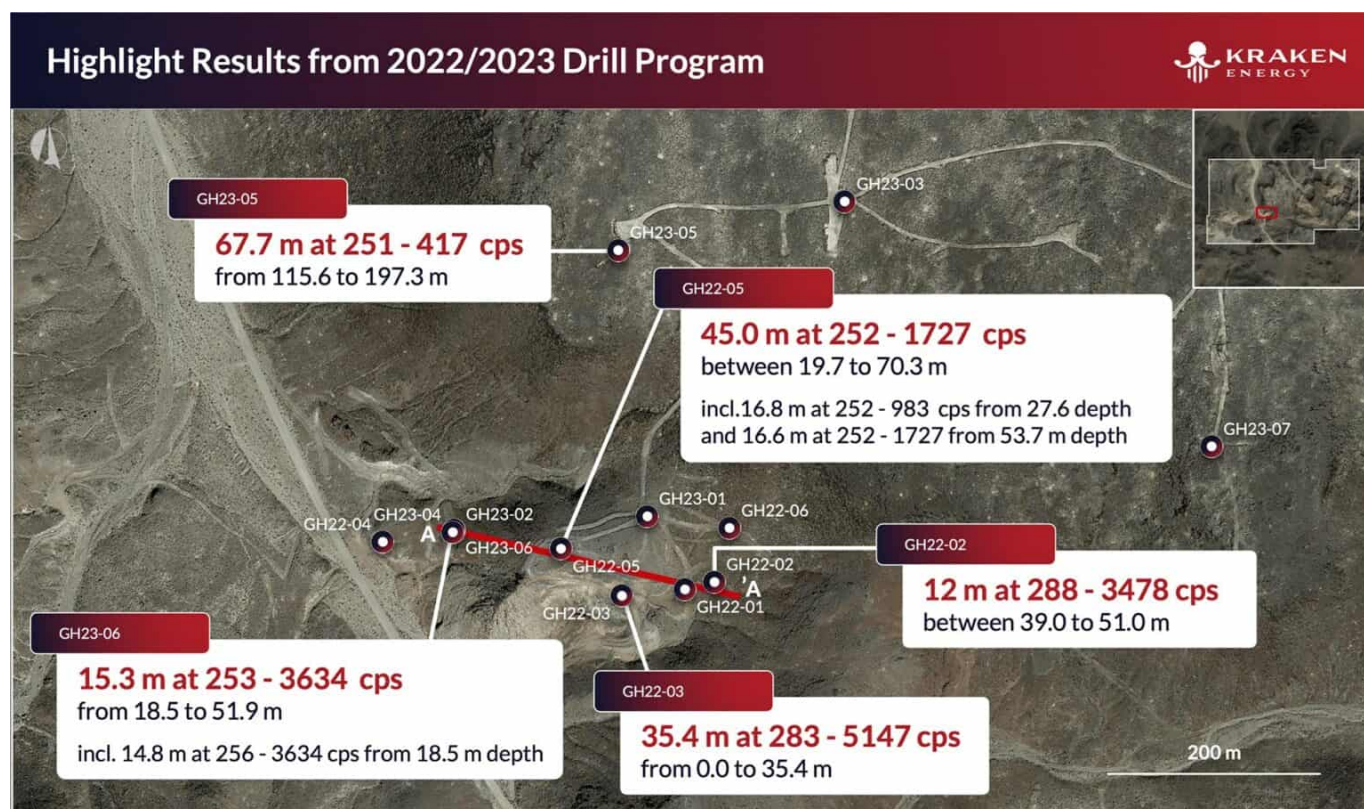 Highlight Results from 2022/2023 Drill Program
KRAKEN
ENERGY
GH23-03
GH23-05
GH23-05
67.7 m at 251 - 417 cps
from 115.6 to 197.3 m
GH22-05
45.0 m at 252 - 1727 cps
between 19.7 to 70.3 m
incl.16.8 m at 252 - 983 cps from 27.6 depth
and 16.6 m at 252 - 1727 from 53.7 m depth
GH23-07
GH23-01
GH22-06
GH22-04
GH23-04
GH23-02
A
GH23-06
GH22-05
GH22-02
'A
GH22-03
GH22-01
GH22-02
12 m at 288 - 3478 cps
between 39.0 to 51.0 m
GH23-06
15.3 m at 253 - 3634 cps
from 18.5 to 51.9 m
incl. 14.8 m at 256 - 3634 cps from 18.5 m depth
GH22-03
35.4 m at 283 - 5147 cps
from 0.0 to 35.4 m
200 m